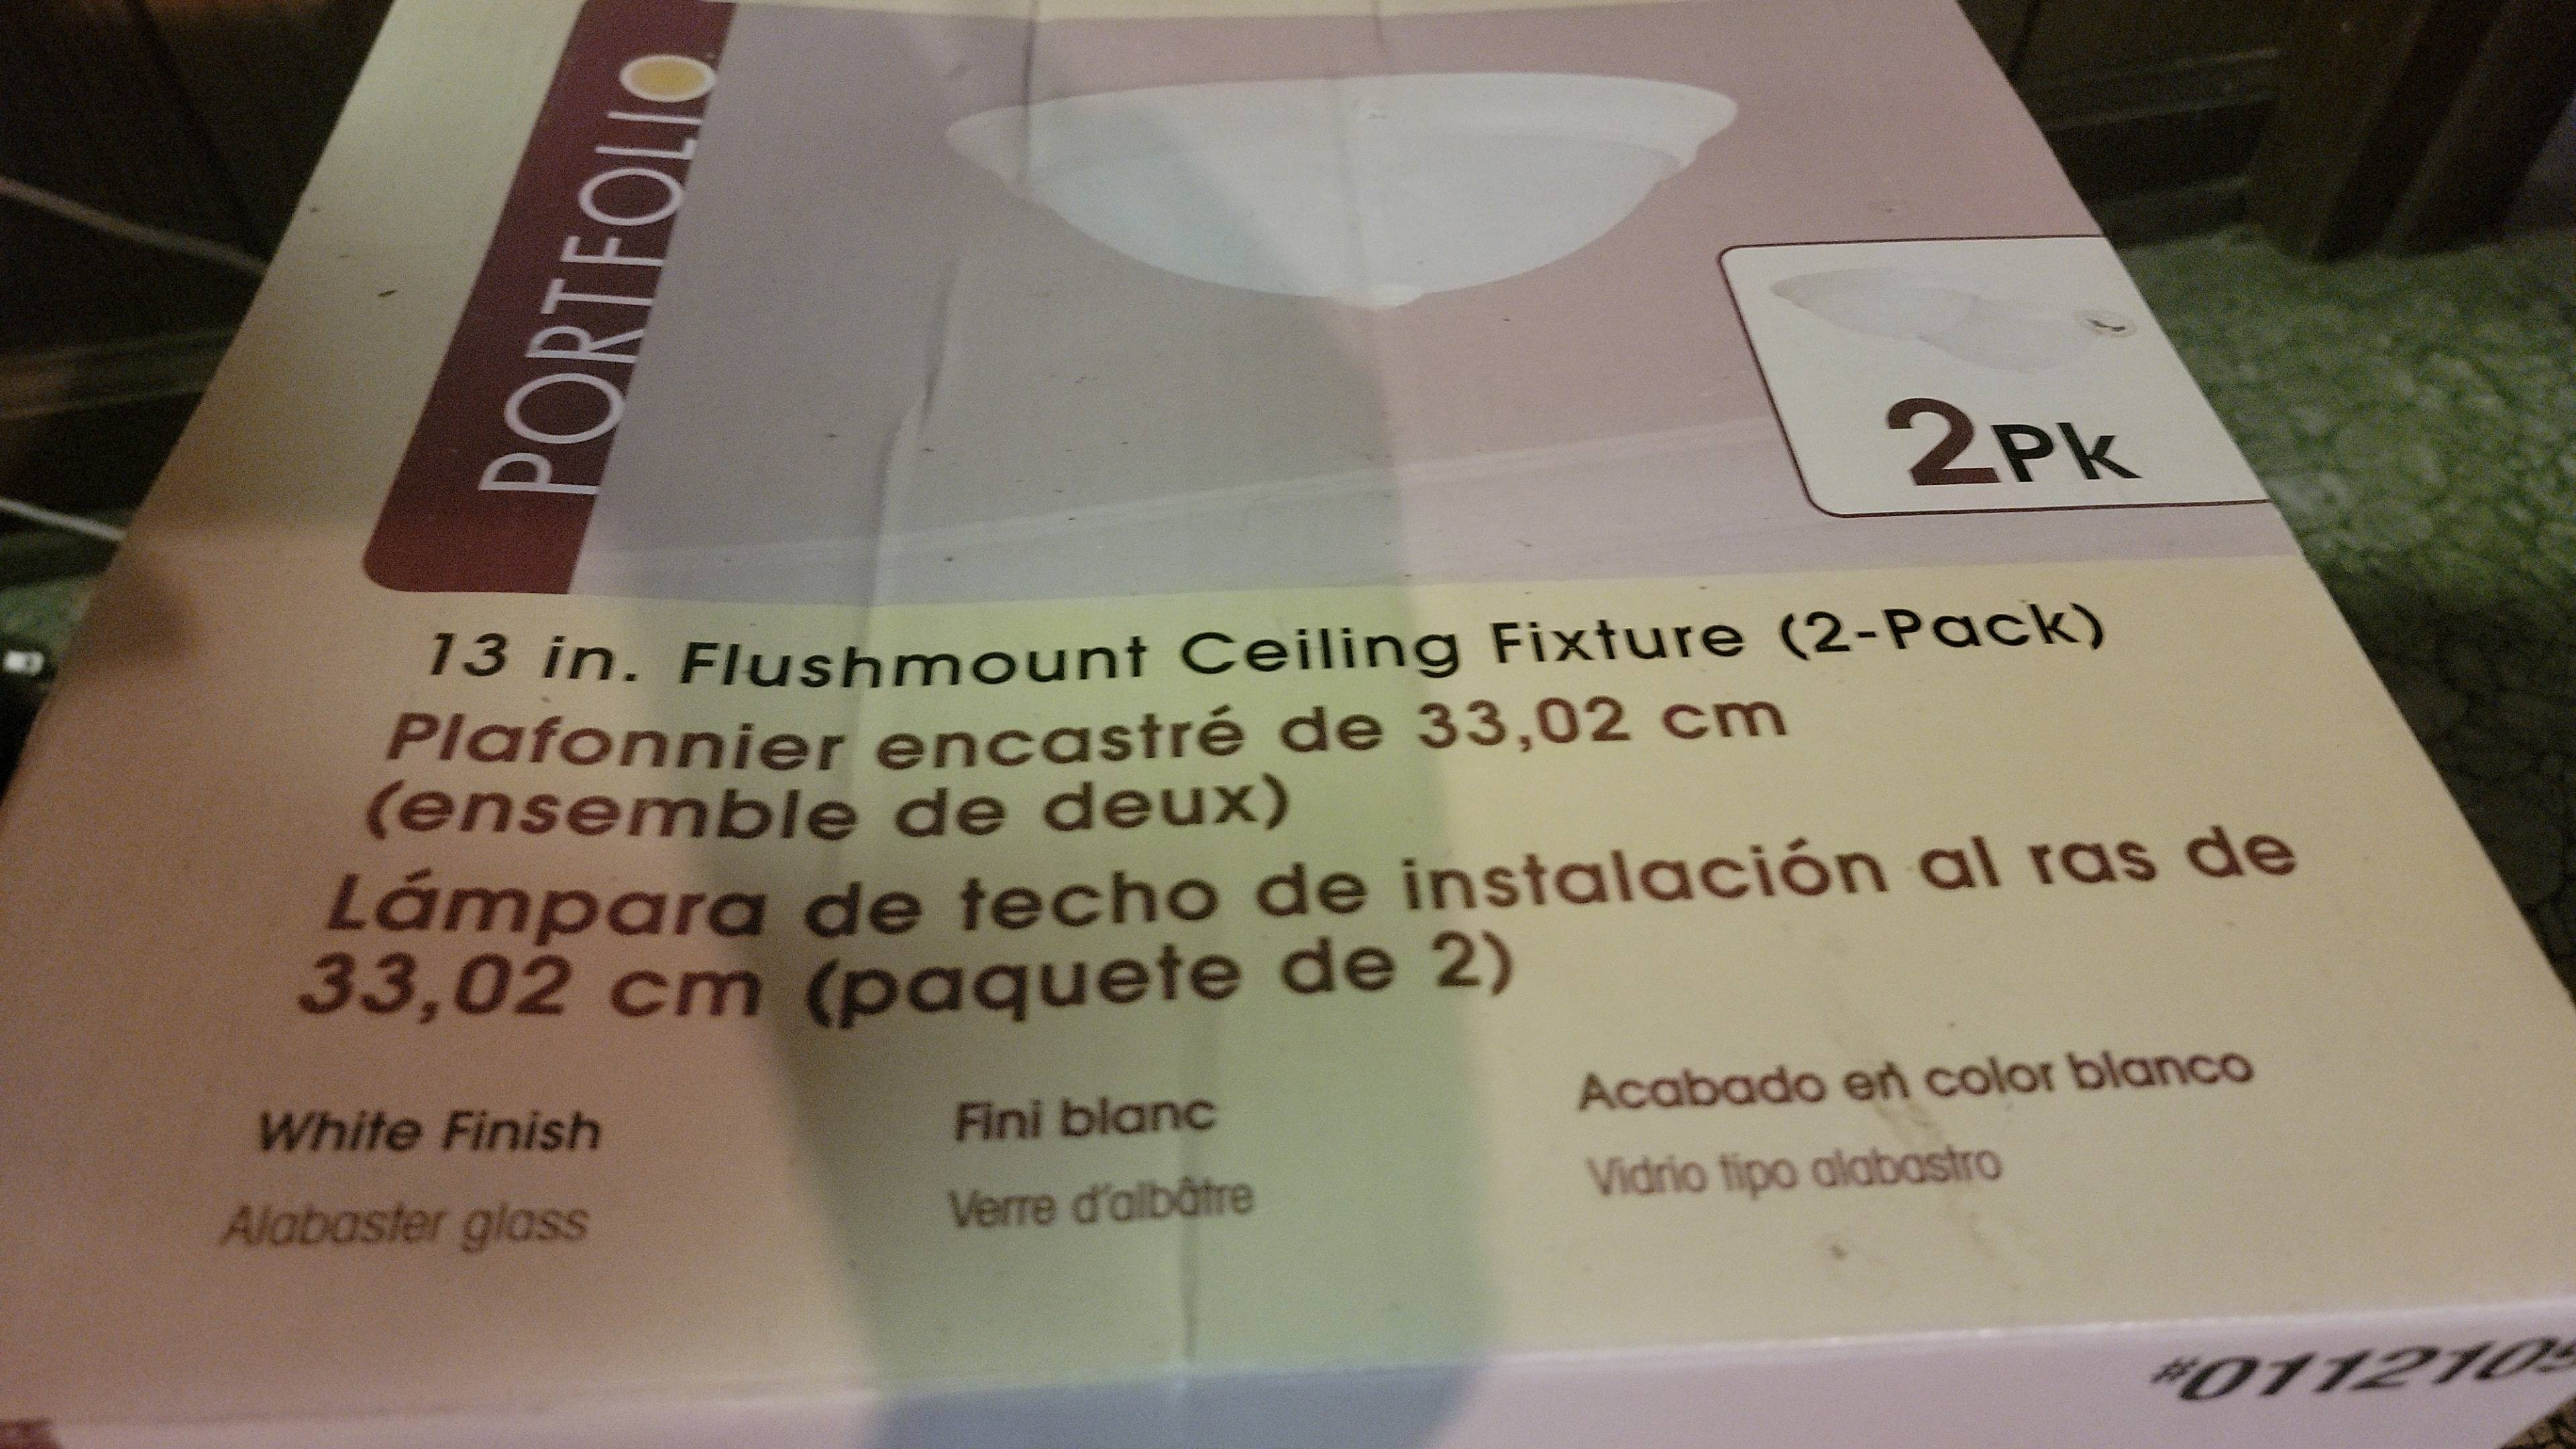 PORTFOLIO
2Pk
13 in. Flushmount Ceiling Fixture (2-Pack)
Plafonnier encastré de 33,02 cm
(ensemble de deux)
Lámpara de techo de instalación al ras de
33,02 cm (paquete de 2)
White Finish
Alabaster glass
Fini blanc
Verre d'albâtre
Acabado en color blanco
Vidrio tipo alabastro